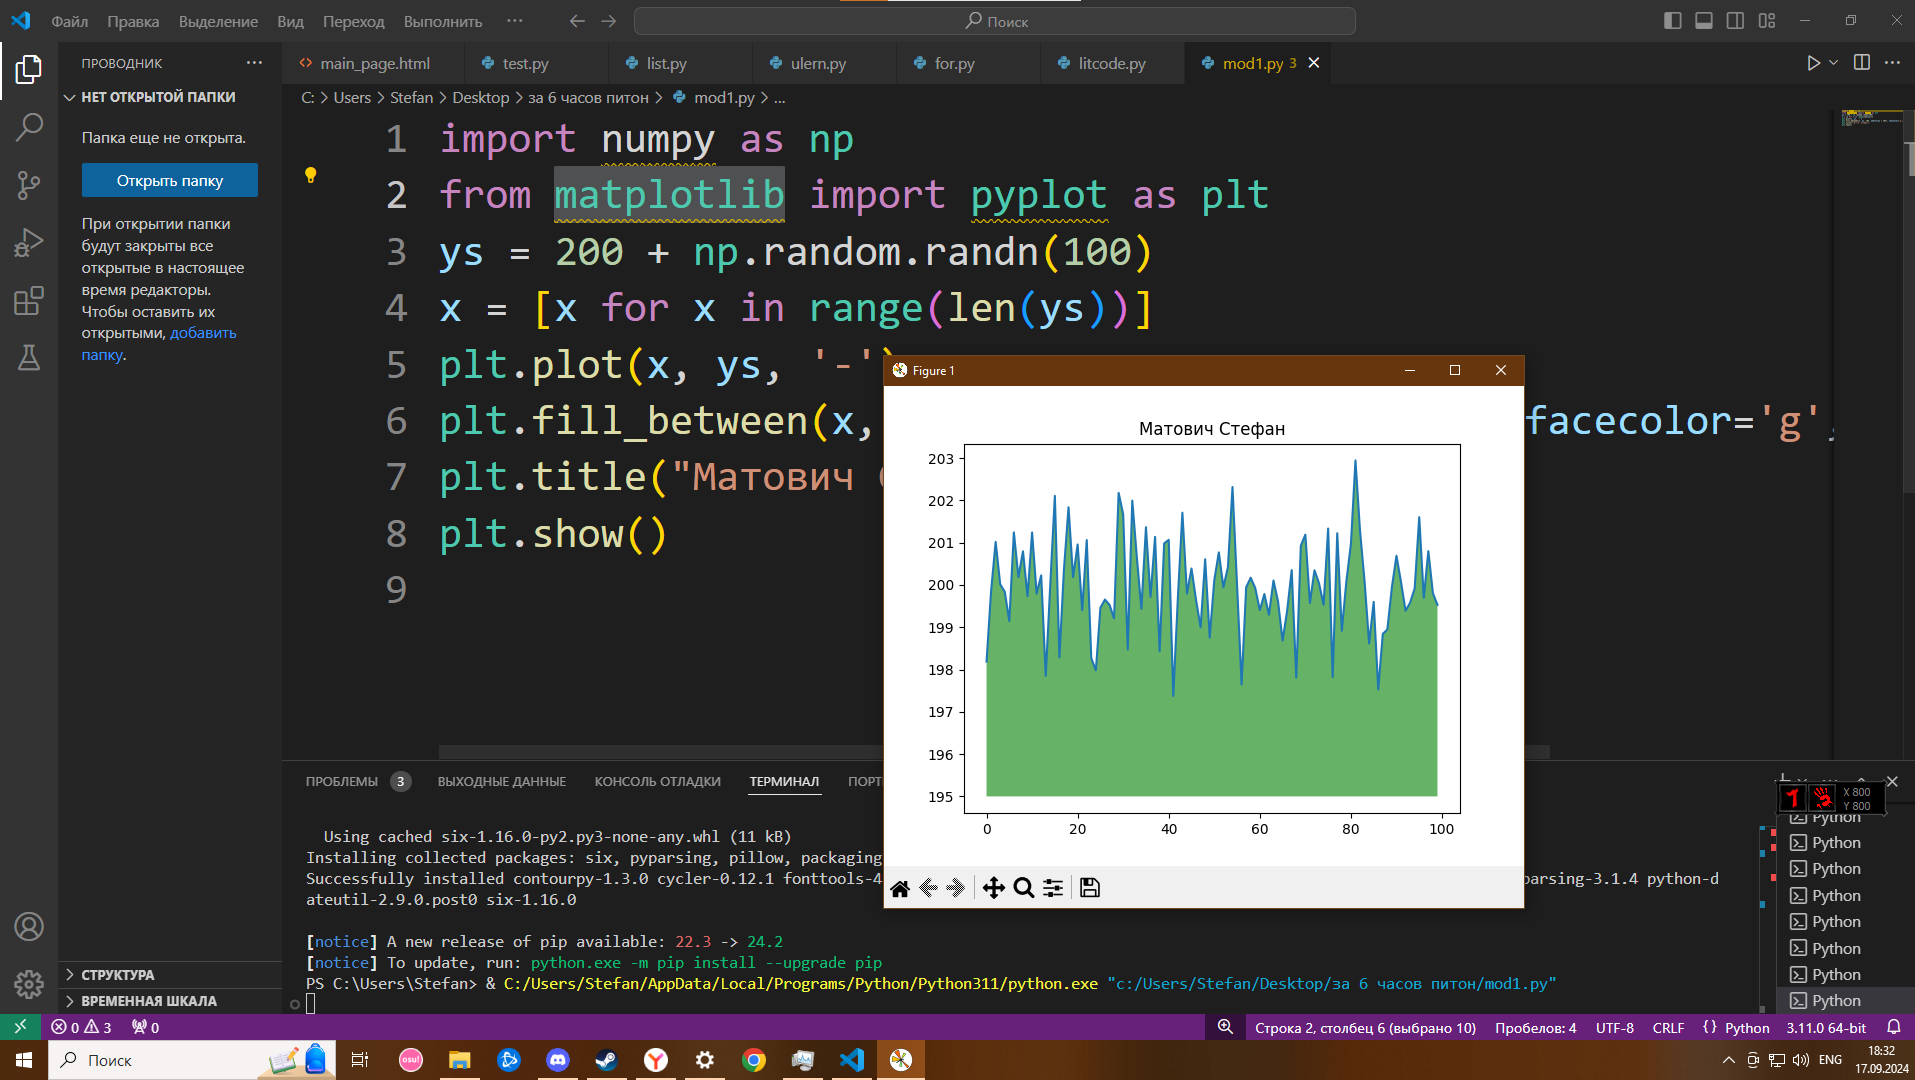 Файл Правка Выделение Вид Переход Выполнить ··· Поиск
ПРОВОДНИК ···
НЕТ ОТКРЫТОЙ ПАПКИ
Папка еще не открыта.
Открыть папку
При открытии папки
будут закрыты все
открытые в настоящее
время редакторы.
Чтобы оставить их
открытыми, добавить
папку.
СТРУКТУРА
ВРЕМЕННАЯ ШКАЛА
main_page.html test.py list.py ulern.py for.py litcode.py mod1.py 3
C: > Users > Stefan > Desktop > за 6 часов питон > mod1.py > ...
1 import numpy as np
2 from matplotlib import pyplot as plt
3 ys = 200 + np.random.randn(100)
4 x = [x for x in range(len(ys))]
5 plt.plot(x, ys, '-')
6 plt.fill_between(x, facecolor='g',
7 plt.title("Матович
8 plt.show()
9
Figure 1
Матович Стефан
203
202
201
200
199
198
197
196
195
0 20 40 60 80 100
ПРОБЛЕМЫ 3 ВЫХОДНЫЕ ДАННЫЕ КОНСОЛЬ ОТЛАДКИ ТЕРМИНАЛ ПОРТ
Using cached six-1.16.0-py2.py3-none-any.whl (11 kB)
Installing collected packages: six, pyparsing, pillow, packaging
Successfully installed contourpy-1.3.0 cycler-0.12.1 fonttools-4 arsing-3.1.4 python-d
ateutil-2.9.0.post0 six-1.16.0
[notice] A new release of pip available: 22.3 -> 24.2
[notice] To update, run: python.exe -m pip install --upgrade pip
PS C:\Users\Stefan> & C:/Users/Stefan/AppData/Local/Programs/Python/Python311/python.exe "c:/Users/Stefan/Desktop/за 6 часов питон/mod1.py"
X 800
Y 800
Python
Python
Python
Python
Python
Python
Python
Python
0 3 0 Строка 2, столбец 6 (выбрано 10) Пробелов: 4 UTF-8 CRLF { } Python 3.11.0 64-bit
Поиск osu! ENG
18:32
17.09.2024